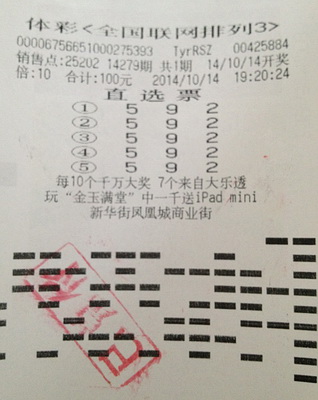 体彩<全国联网排列3>
00006756651000275393 TyrRSZ 00425884
销售点:25202 14279期 共1期 14/10/14开奖
倍:10 合计:100元 2014/10/14 19:20:24
直选票
① 5 9 2
② 5 9 2
③ 5 9 2
④ 5 9 2
⑤ 5 9 2
每10个千万大奖 7个来自大乐透
玩“金玉满堂”中一千送iPad mini
新华街凤凰城商业街